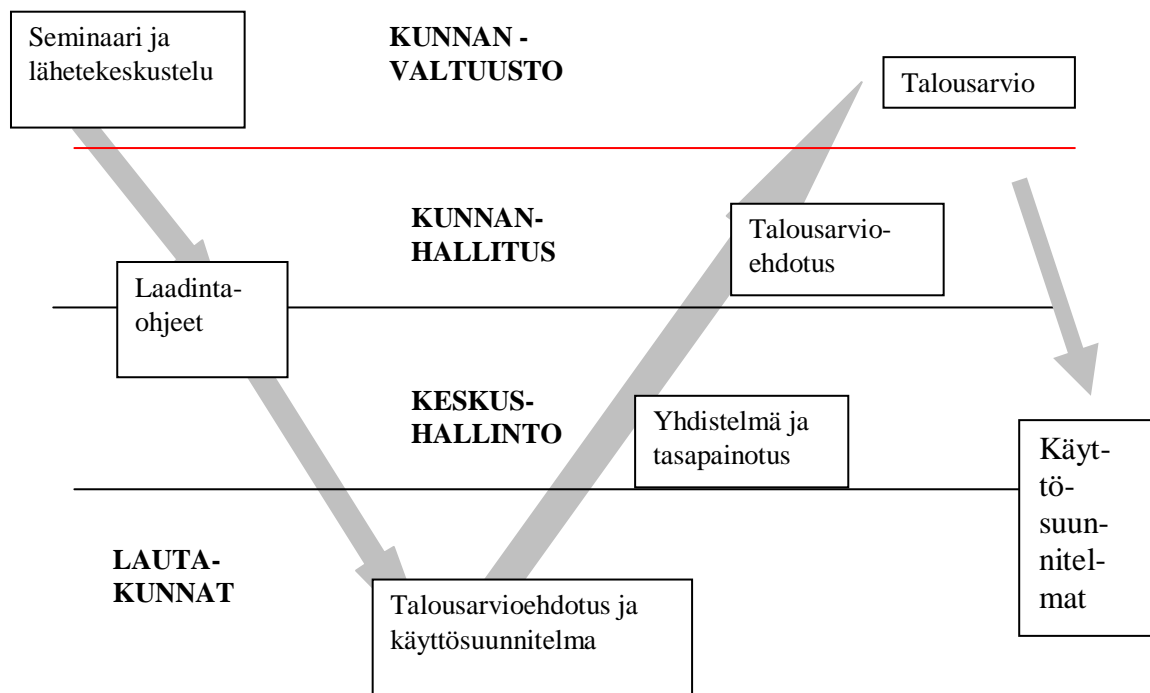 Seminaari ja
lähetekeskustelu
KUNNAN -
VALTUUSTO
Talousarvio
KUNNAN-
HALLITUS
Talousarvio-
ehdotus
Laadinta-
ohjeet
KESKUS-
HALLINTO
Yhdistelmä ja
tasapainotus
Käyt-
tö-
suun-
nitel-
mat
LAUTA-
KUNNAT
Talousarvioehdotus ja
käyttösuunnitelma